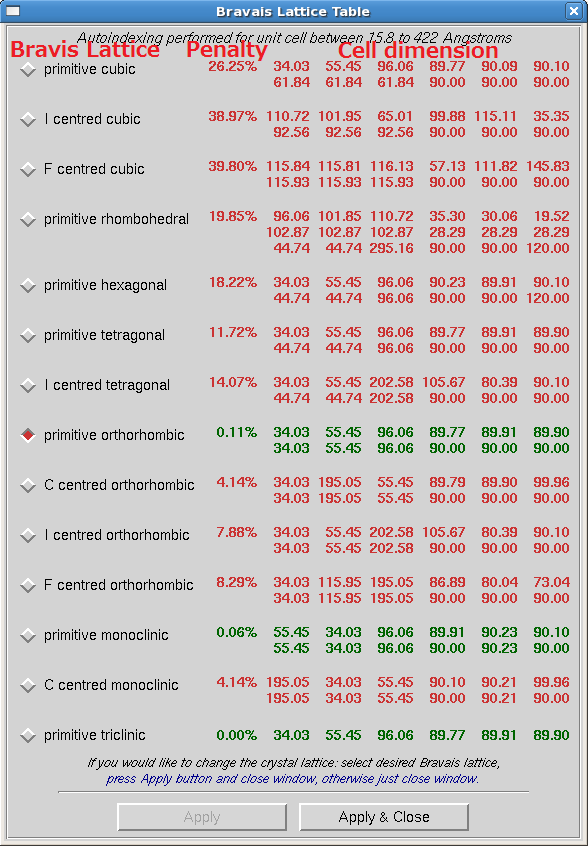 Bravais Lattice Table
Autoindexing performed for unit cell between 15.8 to 422 Angstroms
Bravis Lattice Penalty Cell dimension
primitive cubic 26.25% 34.03 55.45 96.06 89.77 90.09 90.10
61.84 61.84 61.84 90.00 90.00 90.00
I centred cubic 38.97% 110.72 101.95 65.01 99.88 115.11 35.35
92.56 92.56 92.56 90.00 90.00 90.00
F centred cubic 39.80% 115.84 115.81 116.13 57.13 111.82 145.83
115.93 115.93 115.93 90.00 90.00 90.00
primitive rhombohedral 19.85% 96.06 101.85 110.72 35.30 30.06 19.52
102.87 102.87 102.87 28.29 28.29 28.29
44.74 44.74 295.16 90.00 90.00 120.00
primitive hexagonal 18.22% 34.03 55.45 96.06 90.23 89.91 90.10
44.74 44.74 96.06 90.00 90.00 120.00
primitive tetragonal 11.72% 34.03 55.45 96.06 89.77 89.91 89.90
44.74 44.74 96.06 90.00 90.00 90.00
I centred tetragonal 14.07% 34.03 55.45 202.58 105.67 80.39 90.10
44.74 44.74 202.58 90.00 90.00 90.00
primitive orthorhombic 0.11% 34.03 55.45 96.06 89.77 89.91 89.90
34.03 55.45 96.06 90.00 90.00 90.00
C centred orthorhombic 4.14% 34.03 195.05 55.45 89.79 89.90 99.96
34.03 195.05 55.45 90.00 90.00 90.00
I centred orthorhombic 7.88% 34.03 55.45 202.58 105.67 80.39 90.10
34.03 55.45 202.58 90.00 90.00 90.00
F centred orthorhombic 8.29% 34.03 115.95 195.05 86.89 80.04 73.04
34.03 115.95 195.05 90.00 90.00 90.00
primitive monoclinic 0.06% 55.45 34.03 96.06 89.91 90.23 90.10
55.45 34.03 96.06 90.00 90.23 90.00
C centred monoclinic 4.14% 195.05 34.03 55.45 90.10 90.21 99.96
195.05 34.03 55.45 90.00 90.21 90.00
primitive triclinic 0.00% 34.03 55.45 96.06 89.77 89.91 89.90
If you would like to change the crystal lattice: select desired Bravais lattice,
press Apply button and close window, otherwise just close window.
Apply Apply & Close